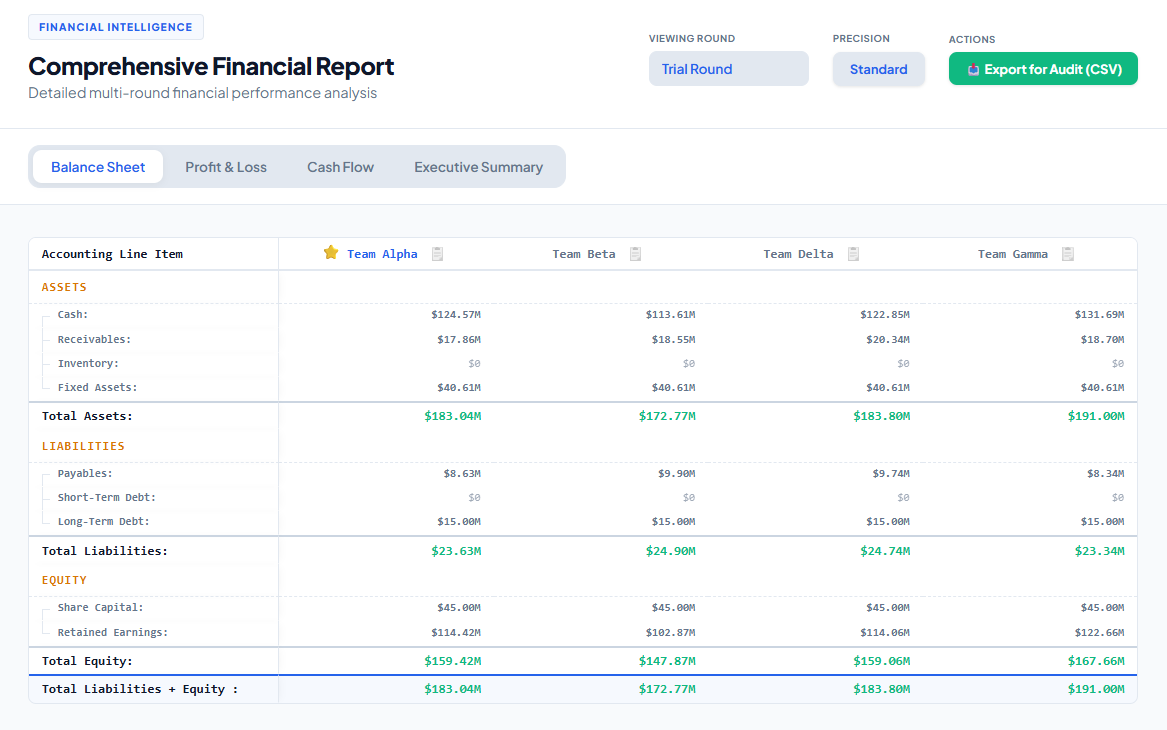 FINANCIAL INTELLIGENCE
Comprehensive Financial Report
Detailed multi-round financial performance analysis
VIEWING ROUND PRECISION ACTIONS
Trial Round Standard Export for Audit (CSV)
Balance Sheet Profit & Loss Cash Flow Executive Summary
Accounting Line Item Team Alpha Team Beta Team Delta Team Gamma
ASSETS
Cash: $124.57M $113.61M $122.85M $131.69M
Receivables: $17.86M $18.55M $20.34M $18.70M
Inventory: $0 $0 $0 $0
Fixed Assets: $40.61M $40.61M $40.61M $40.61M
Total Assets: $183.04M $172.77M $183.80M $191.00M
LIABILITIES
Payables: $8.63M $9.90M $9.74M $8.34M
Short-Term Debt: $0 $0 $0 $0
Long-Term Debt: $15.00M $15.00M $15.00M $15.00M
Total Liabilities: $23.63M $24.90M $24.74M $23.34M
EQUITY
Share Capital: $45.00M $45.00M $45.00M $45.00M
Retained Earnings: $114.42M $102.87M $114.06M $122.66M
Total Equity: $159.42M $147.87M $159.06M $167.66M
Total Liabilities + Equity : $183.04M $172.77M $183.80M $191.00M